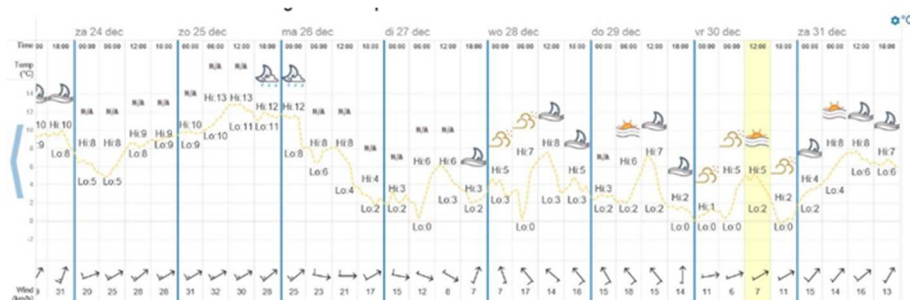 °C
za 24 dec zo 25 dec ma 26 dec di 27 dec wo 28 dec do 29 dec vr 30 dec za 31 dec
Time 18:00 00:00 06:00 12:00 18:00 00:00 06:00 12:00 18:00 00:00 06:00 12:00 18:00 00:00 06:00 12:00 18:00 00:00 06:00 12:00 18:00 00:00 06:00 12:00 18:00 00:00 06:00 12:00 18:00 00:00 06:00 12:00 18:00
Temp
(°C)
N/A N/A N/A N/A N/A N/A N/A N/A N/A N/A N/A N/A N/A N/A
14
12
10
8
6
4
2
0
-2
10 Hi:10 Hi:8 Hi:8 Hi:9 Hi:9 Hi:10 Hi:13 Hi:13 Hi:12 Hi:12 Hi:8 Hi:8 Hi:4 Hi:3 Hi:6 Hi:6 Hi:3 Hi:5 Hi:7 Hi:8 Hi:5 Hi:3 Hi:6 Hi:7 Hi:2 Hi:1 Hi:5 Hi:5 Hi:2 Hi:4 Hi:8 Hi:8 Hi:7
:9 Lo:8 Lo:5 Lo:5 Lo:8 Lo:9 Lo:9 Lo:10 Lo:11 Lo:11 Lo:8 Lo:6 Lo:4 Lo:2 Lo:2 Lo:0 Lo:3 Lo:2 Lo:3 Lo:0 Lo:2 Lo:3 Lo:2 Lo:2 Lo:2 Lo:0 Lo:0 Lo:0 Lo:2 Lo:0 Lo:2 Lo:4 Lo:6 Lo:6
Wind
(km/h)
31 20 25 28 28 31 32 30 28 25 23 21 17 15 12 8 7 7 17 14 18 15 18 15 9 11 6 7 11 15 14 16 13